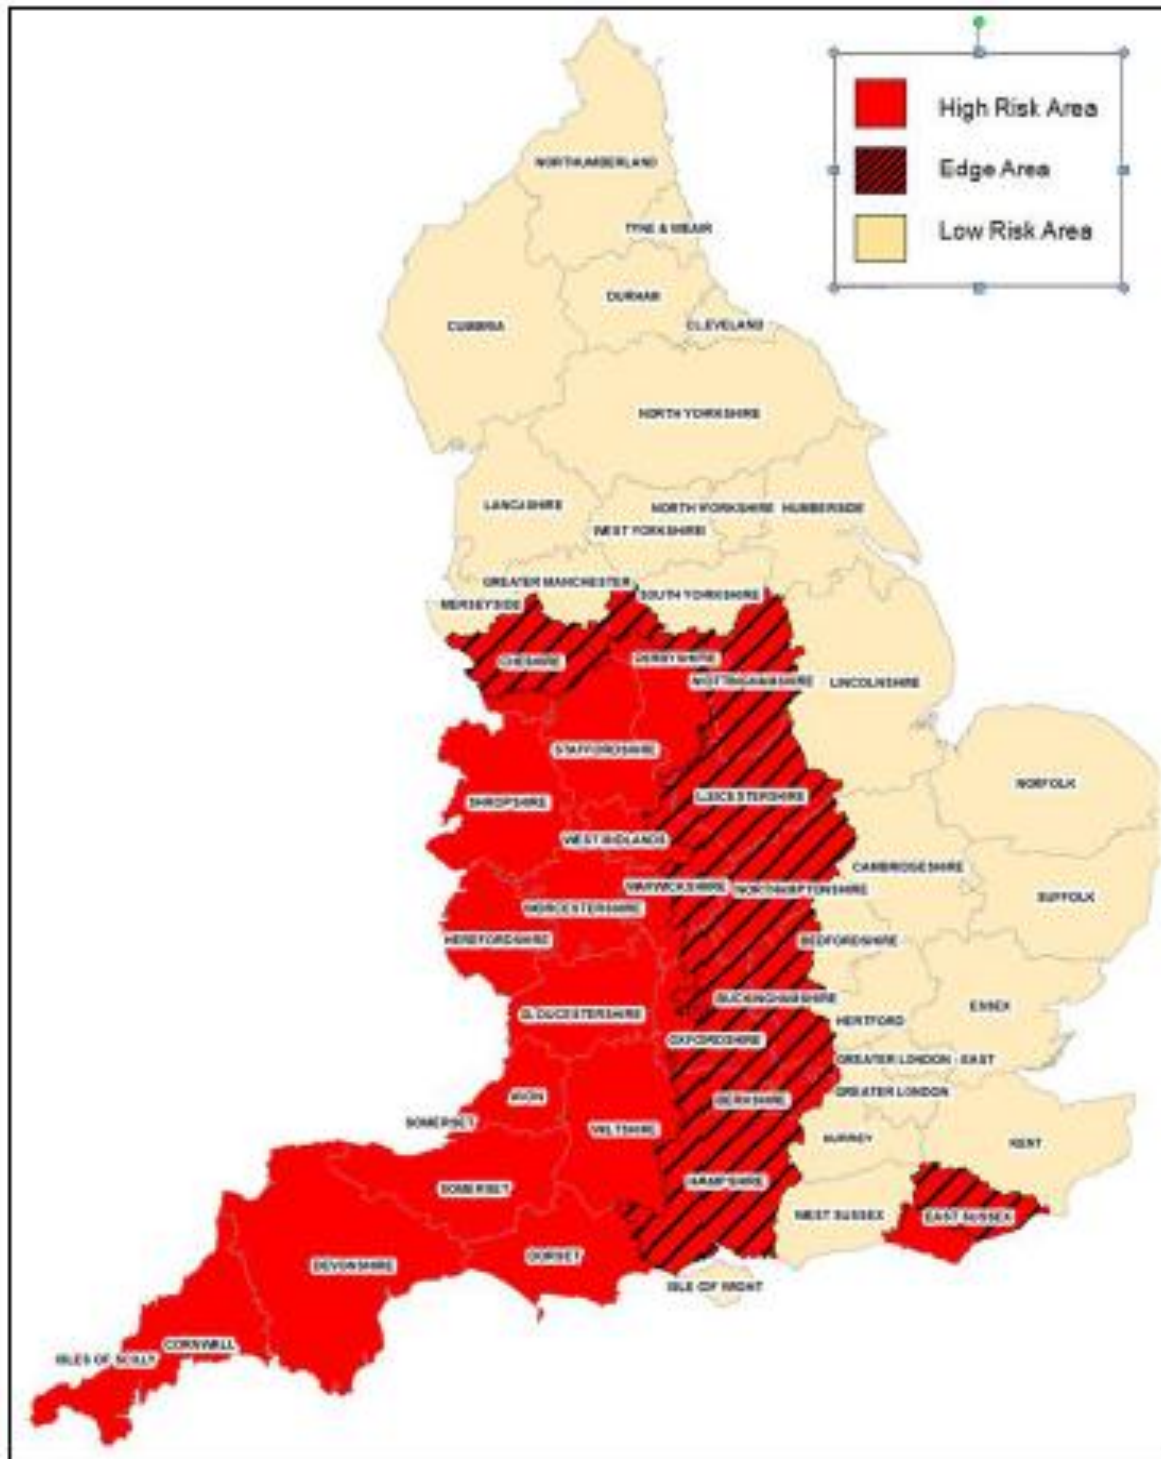 High Risk Area
Edge Area
Low Risk Area
NORTHUMBERLAND
TYNE & WEAR
DURHAM
CUMBRIA
CLEVELAND
NORTH YORKSHIRE
LANCASHIRE
NORTH YORKSHIRE
HUMBERSIDE
WEST YORKSHIRE
GREATER MANCHESTER
SOUTH YORKSHIRE
MERSEYSIDE
CHESHIRE
DERBYSHIRE
NOTTINGHAMSHIRE
LINCOLNSHIRE
STAFFORDSHIRE
NORFOLK
SHROPSHIRE
LEICESTERSHIRE
WEST MIDLANDS
CAMBRIDGESHIRE
WARWICKSHIRE
NORTHAMPTONSHIRE
SUFFOLK
WORCESTERSHIRE
HEREFORDSHIRE
BEDFORDSHIRE
BUCKINGHAMSHIRE
ESSEX
GLOUCESTERSHIRE
HERTFORD
OXFORDSHIRE
GREATER LONDON - EAST
AVON
BERKSHIRE
GREATER LONDON
SOMERSET
WILTSHIRE
SURREY
KENT
SOMERSET
HAMPSHIRE
WEST SUSSEX
EAST SUSSEX
DEVONSHIRE
DORSET
ISLE OF WIGHT
CORNWALL
ISLES OF SCILLY